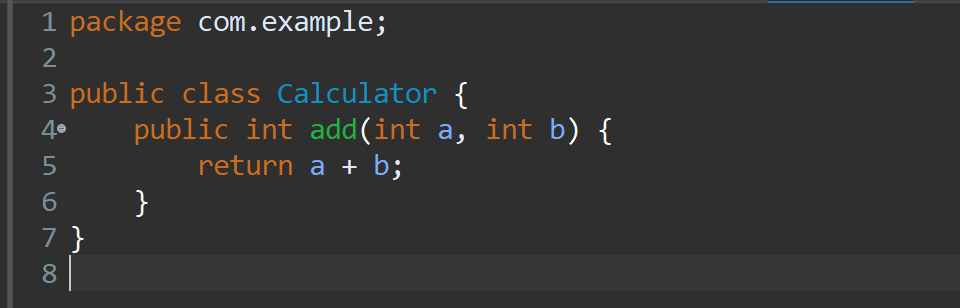 1 package com.example;
2
3 public class Calculator {
4     public int add(int a, int b) {
5         return a + b;
6     }
7 }
8